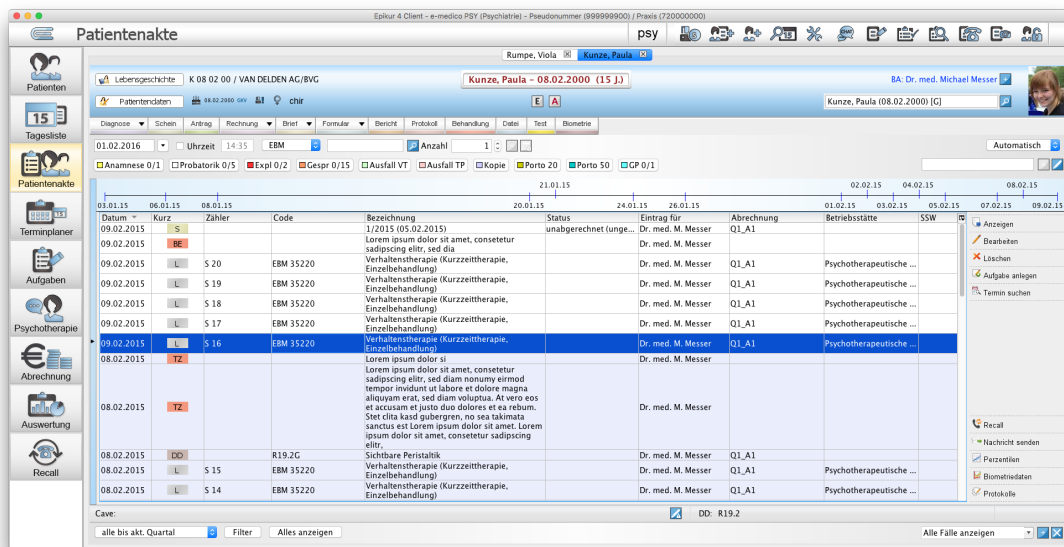 Epikur 4 Client - e-medico PSY (Psychiatrie) - Pseudonummer (999999900) / Praxis (720000000)
Patientenakte
psy
CHAT
Patienten
15
Tagesliste
Patientenakte
15
Terminplaner
Aufgaben
Psychotherapie
Abrechnung
Auswertung
Recall
Rumpe, Viola
Kunze, Paula
Lebensgeschichte K 08 02 00 / VAN DELDEN AG/BVG
Kunze, Paula - 08.02.2000 (15 J.)
BA: Dr. med. Michael Messer
Patientendaten 08.02.2000 GKV chir
E A
Kunze, Paula (08.02.2000) [G]
Diagnose Schein Antrag Rechnung Brief Formular Bericht Protokoll Behandlung Datei Test Biometrie
01.02.2016 Uhrzeit 14:35 EBM Anzahl 1 Automatisch
Anamnese 0/1 Probatorik 0/5 Expl 0/2 Gespr 0/15 Ausfall VT Ausfall TP Kopie Porto 20 Porto 50 GP 0/1
21.01.15 02.02.15 04.02.15 08.02.15
03.01.15 06.01.15 08.01.15 20.01.15 24.01.15 26.01.15 01.02.15 03.02.15 05.02.15 07.02.15 09.02.15
Datum Kurz Zähler Code Bezeichnung Status Eintrag für Abrechnung Betriebsstätte SSW
09.02.2015 S 1/2015 (05.02.2015) unabgerechnet (unge... Dr. med. M. Messer Q1_A1
09.02.2015 BE Lorem ipsum dolor sit amet, consetetur
sadipscing elitr, sed dia Dr. med. M. Messer
09.02.2015 L S 20 EBM 35220 Verhaltenstherapie (Kurzzeittherapie,
Einzelbehandlung) Dr. med. M. Messer Q1_A1 Psychotherapeutische ...
09.02.2015 L S 19 EBM 35220 Verhaltenstherapie (Kurzzeittherapie,
Einzelbehandlung) Dr. med. M. Messer Q1_A1 Psychotherapeutische ...
09.02.2015 L S 18 EBM 35220 Verhaltenstherapie (Kurzzeittherapie,
Einzelbehandlung) Dr. med. M. Messer Q1_A1 Psychotherapeutische ...
09.02.2015 L S 17 EBM 35220 Verhaltenstherapie (Kurzzeittherapie,
Einzelbehandlung) Dr. med. M. Messer Q1_A1 Psychotherapeutische ...
09.02.2015 L S 16 EBM 35220 Verhaltenstherapie (Kurzzeittherapie,
Einzelbehandlung) Dr. med. M. Messer Q1_A1 Psychotherapeutische ...
08.02.2015 TZ Lorem ipsum dolor si Dr. med. M. Messer
08.02.2015 TZ Lorem ipsum dolor sit amet, consetetur
sadipscing elitr, sed diam nonumy eirmod
tempor invidunt ut labore et dolore magna
aliquyam erat, sed diam voluptua. At vero eos
et accusam et justo duo dolores et ea rebum.
Stet clita kasd gubergren, no sea takimata
sanctus est Lorem ipsum dolor sit amet. Lorem
ipsum dolor sit amet, consetetur sadipscing
elitr, Dr. med. M. Messer
08.02.2015 DD R19.2G Sichtbare Peristaltik Dr. med. M. Messer Q1_A1
08.02.2015 L S 15 EBM 35220 Verhaltenstherapie (Kurzzeittherapie,
Einzelbehandlung) Dr. med. M. Messer Q1_A1 Psychotherapeutische ...
08.02.2015 L S 14 EBM 35220 Verhaltenstherapie (Kurzzeittherapie,
Einzelbehandlung) Dr. med. M. Messer Q1_A1 Psychotherapeutische ...
Anzeigen
Bearbeiten
Löschen
Aufgabe anlegen
Termin suchen
Recall
Nachricht senden
Perzentilen
Biometriedaten
Protokolle
Cave: DD: R19.2
alle bis akt. Quartal Filter Alles anzeigen Alle Fälle anzeigen